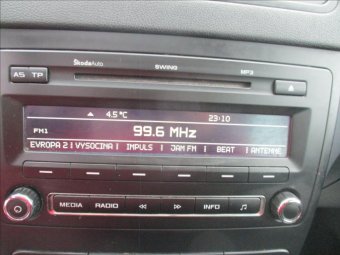 ŠkodaAuto SWING MP3
AS TP
4.5°C 23:10
FM1 99.6 MHz
EVROPA 2 VYSOCINA IMPULS JAM FM BEAT ANTENNE
MEDIA RADIO INFO